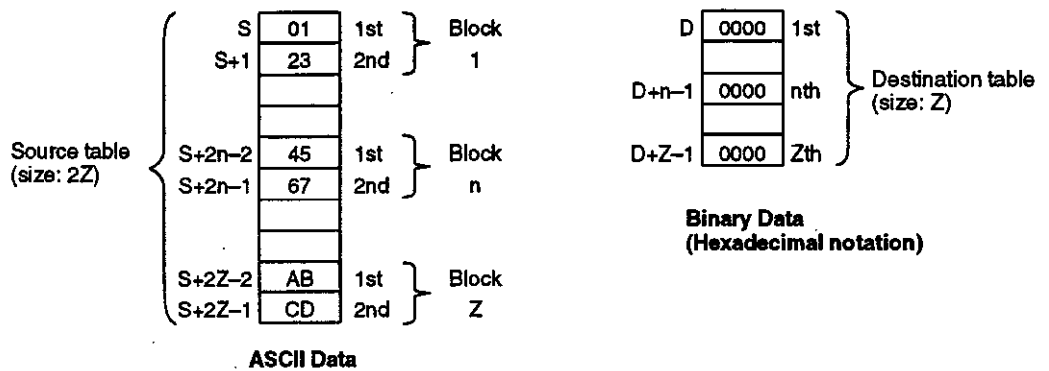 S 01 1st Block
S+1 23 2nd 1
Source table
(size: 2Z)
S+2n–2 45 1st Block
S+2n–1 67 2nd n
S+2Z–2 AB 1st Block
S+2Z–1 CD 2nd Z
ASCII Data
D 0000 1st
D+n–1 0000 nth
D+Z–1 0000 Zth
Destination table
(size: Z)
Binary Data
(Hexadecimal notation)